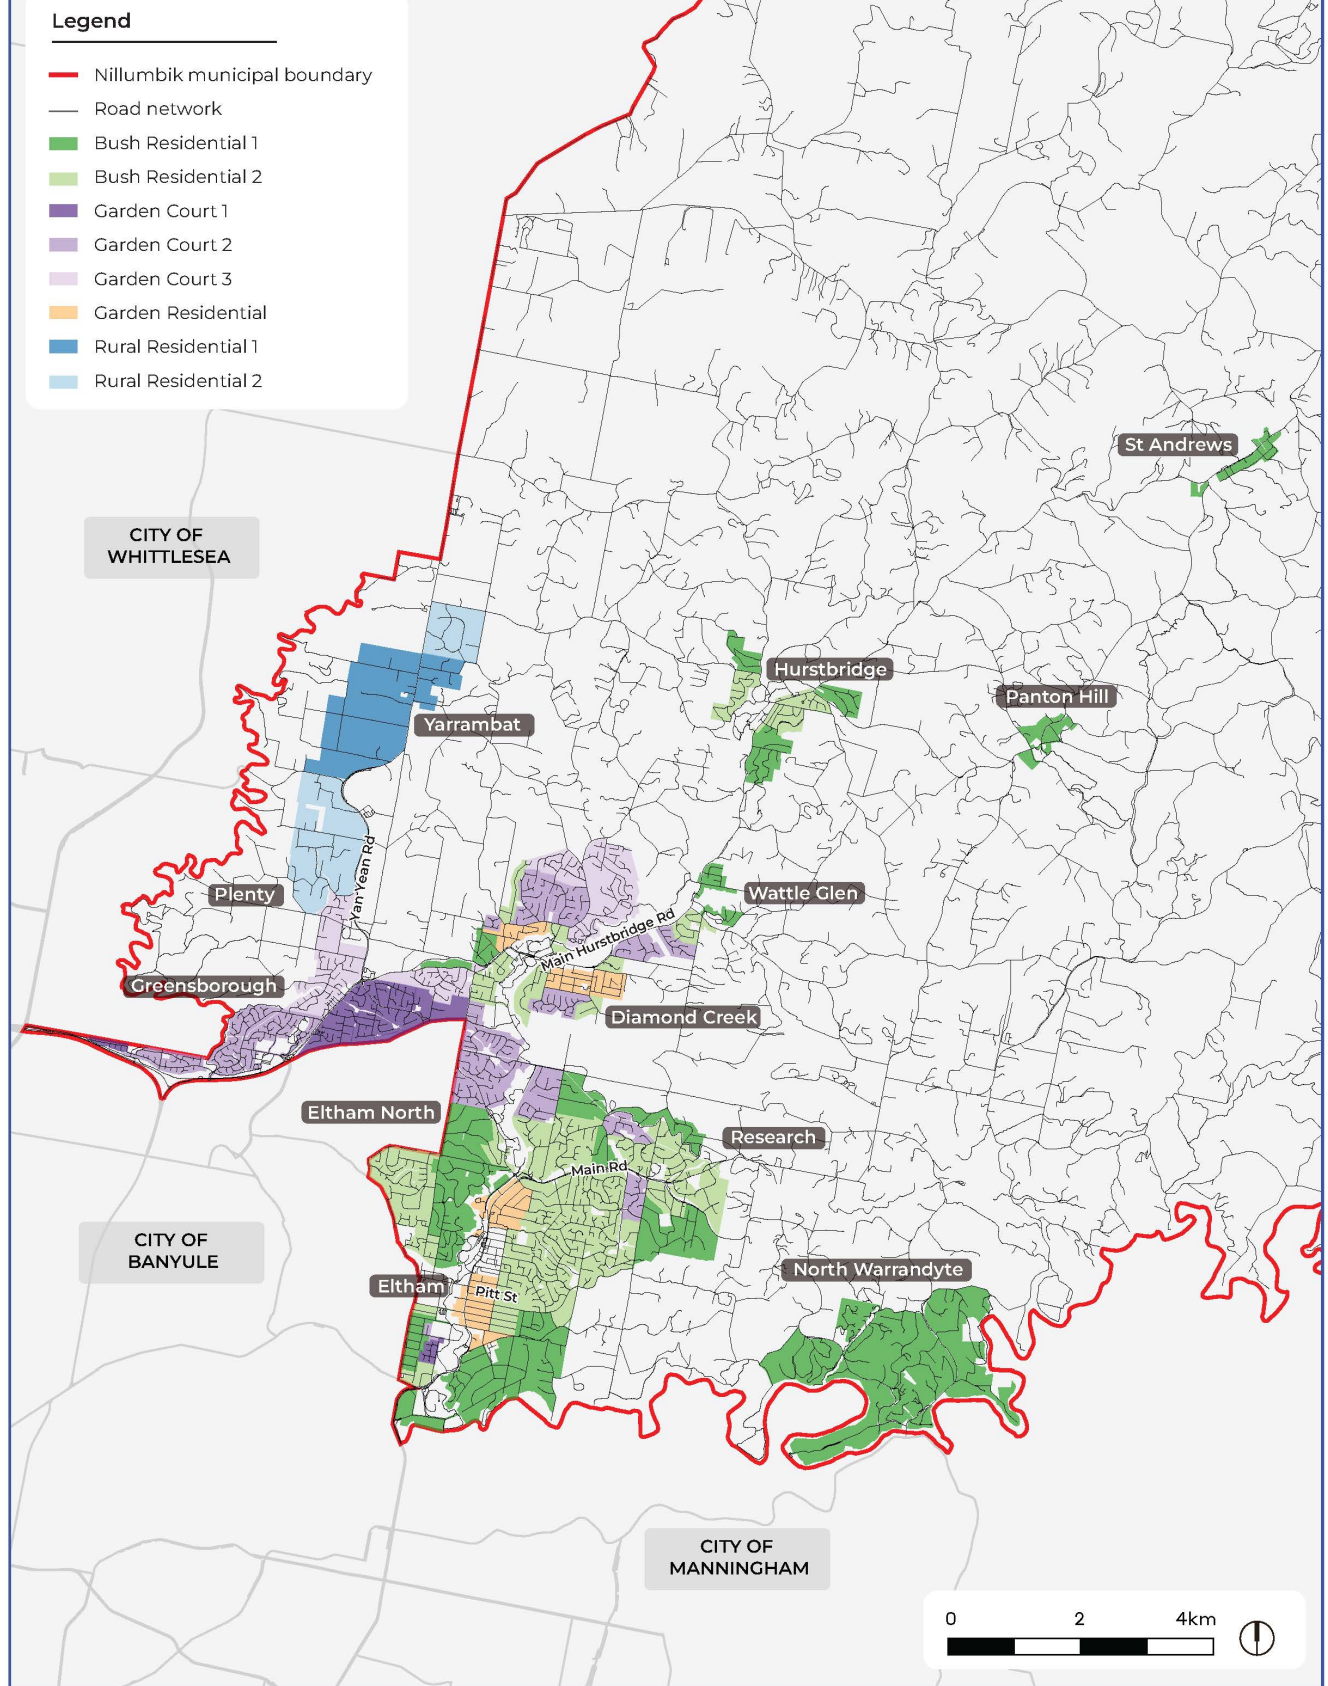 Legend
Nillumbik municipal boundary
Road network
Bush Residential 1
Bush Residential 2
Garden Court 1
Garden Court 2
Garden Court 3
Garden Residential
Rural Residential 1
Rural Residential 2
St Andrews
CITY OF
WHITTLESEA
Hurstbridge
Panton Hill
Yarrambat
Yan Yean Rd
Plenty
Wattle Glen
Main Hurstbridge Rd
Greensborough
Diamond Creek
Eltham North
Research
Main Rd
CITY OF
BANYULE
North Warrandyte
Eltham
Pitt St
CITY OF
MANNINGHAM
0 2 4km